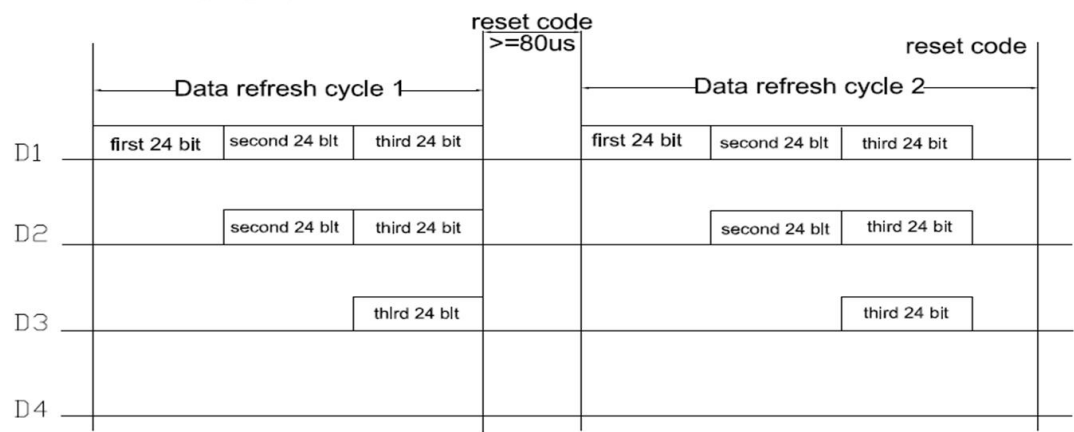 reset code
>=80us
reset code
Data refresh cycle 1
Data refresh cycle 2
D1 first 24 bit second 24 blt third 24 bit first 24 bit second 24 blt third 24 bit
D2 second 24 blt third 24 bit second 24 blt third 24 bit
D3 thlrd 24 blt third 24 bit
D4